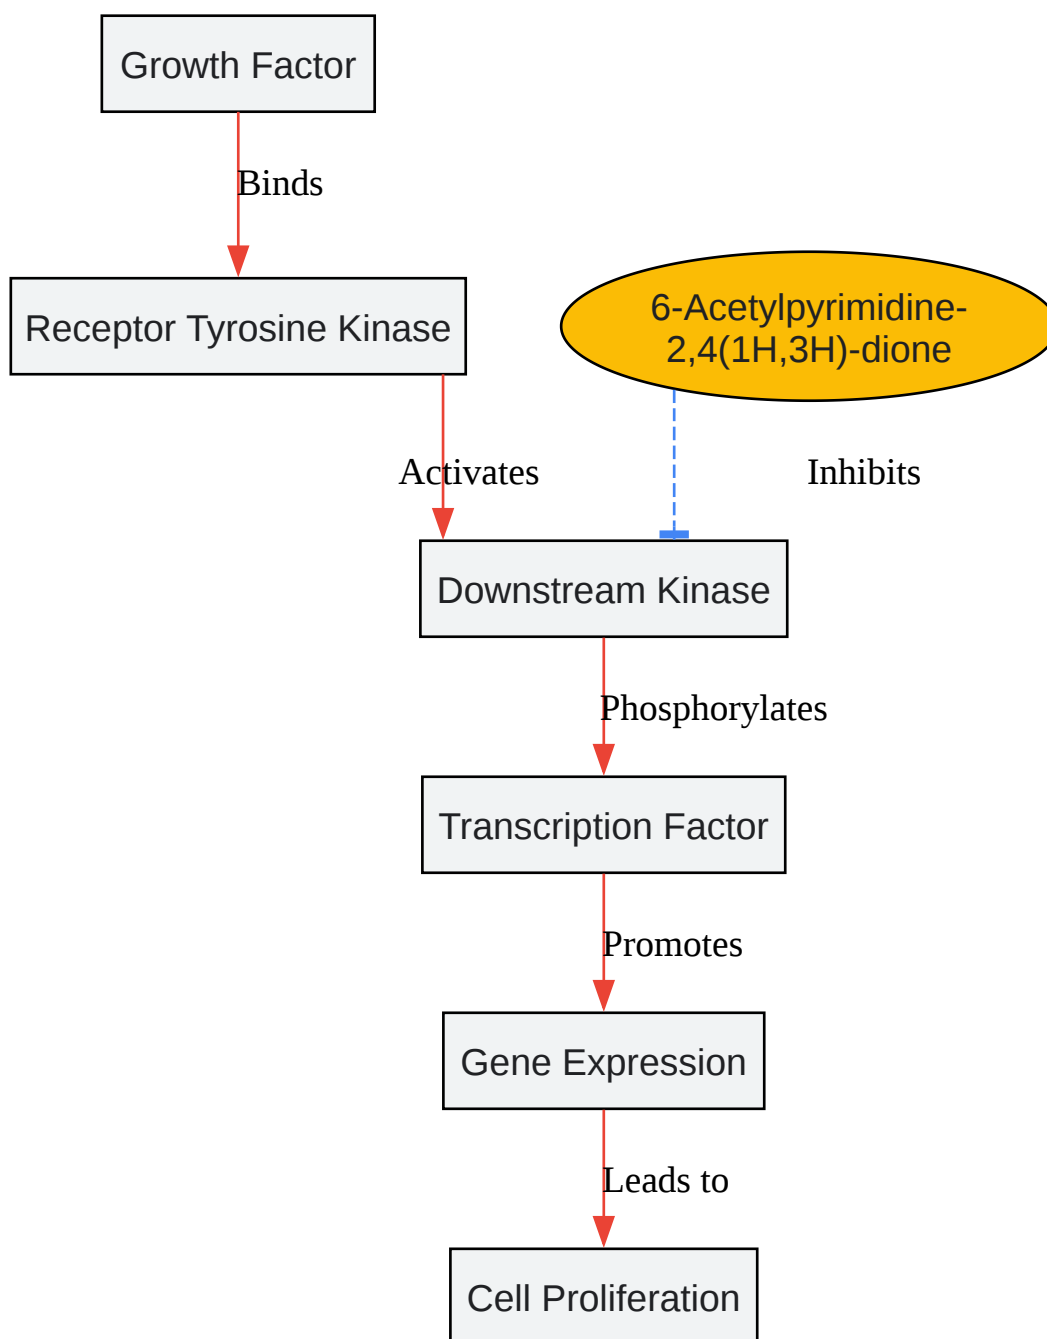 Growth Factor
Binds
Receptor Tyrosine Kinase
6-Acetylpyrimidine-
2,4(1H,3H)-dione
Activates
Inhibits
Downstream Kinase
Phosphorylates
Transcription Factor
Promotes
Gene Expression
Leads to
Cell Proliferation